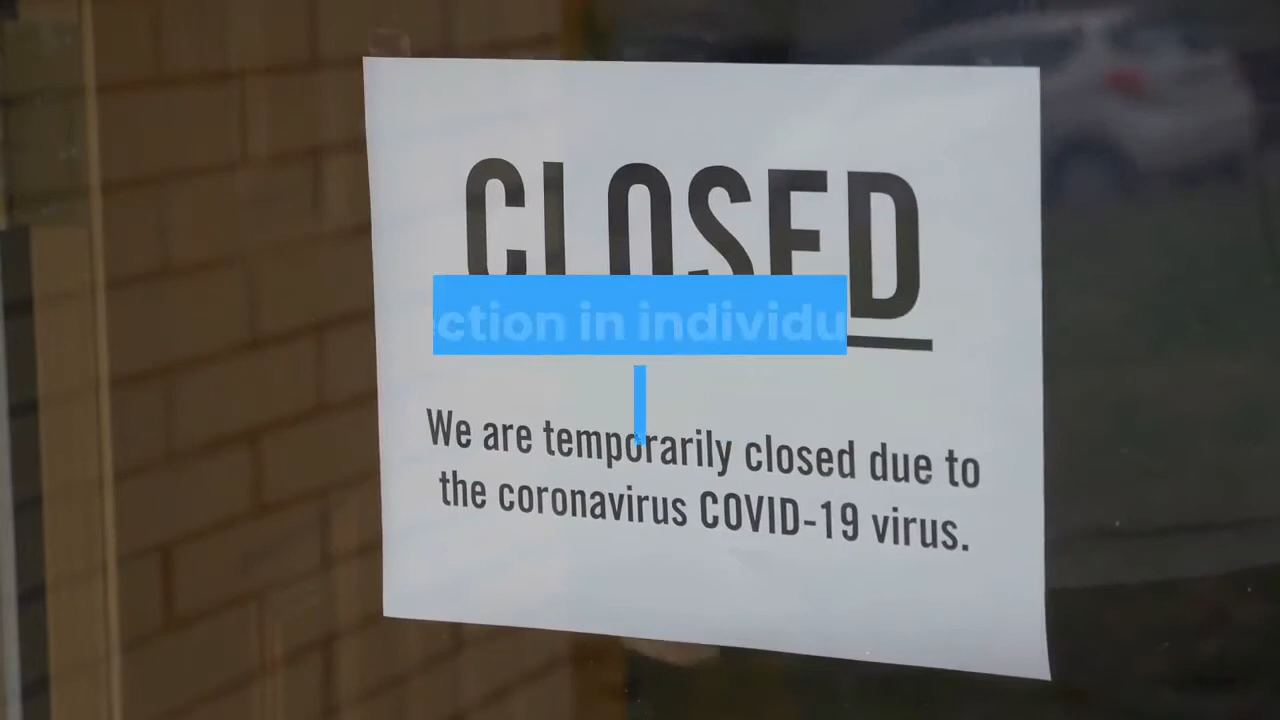 CLOSED
ction in individu
We are temporarily closed due to
the coronavirus COVID-19 virus.